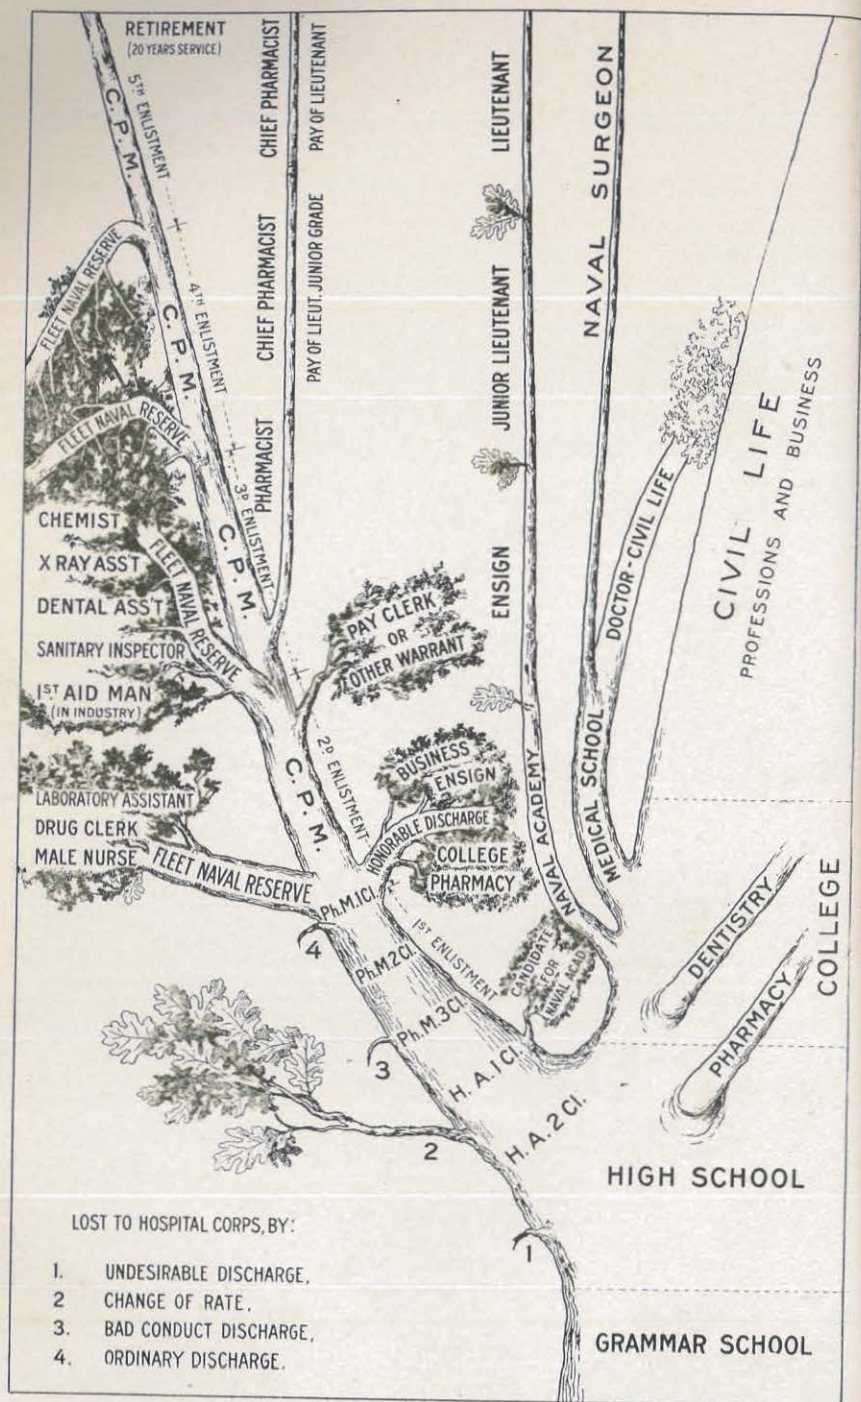 RETIREMENT
(20 YEARS SERVICE)
C. P. M.
5TH ENLISTMENT
CHIEF PHARMACIST
PAY OF LIEUTENANT
LIEUTENANT
NAVAL SURGEON
FLEET NAVAL RESERVE
C. P. M.
4TH ENLISTMENT
CHIEF PHARMACIST
PAY OF LIEUT. JUNIOR GRADE
JUNIOR LIEUTENANT
FLEET NAVAL RESERVE
C. P. M.
3D ENLISTMENT
PHARMACIST
ENSIGN
DOCTOR-CIVIL LIFE
CIVIL LIFE
PROFESSIONS AND BUSINESS
CHEMIST
X RAY ASS'T
DENTAL ASS'T
SANITARY INSPECTOR
1ST AID MAN
(IN INDUSTRY)
FLEET NAVAL RESERVE
PAY CLERK
OR
OTHER WARRANT
C. P. M.
2D ENLISTMENT
BUSINESS
ENSIGN
HONORABLE DISCHARGE
COLLEGE
PHARMACY
NAVAL ACADEMY
MEDICAL SCHOOL
LABORATORY ASSISTANT
DRUG CLERK
MALE NURSE
FLEET NAVAL RESERVE
Ph.M.1Cl.
4
1ST ENLISTMENT
Ph.M.2Cl.
CANDIDATE
FOR
NAVAL ACAD
DENTISTRY
PHARMACY
COLLEGE
Ph.M.3Cl.
3
H. A. 1 Cl.
2
H. A. 2 Cl.
HIGH SCHOOL
1
GRAMMAR SCHOOL
LOST TO HOSPITAL CORPS, BY:
1. UNDESIRABLE DISCHARGE,
2 CHANGE OF RATE,
3. BAD CONDUCT DISCHARGE,
4. ORDINARY DISCHARGE.